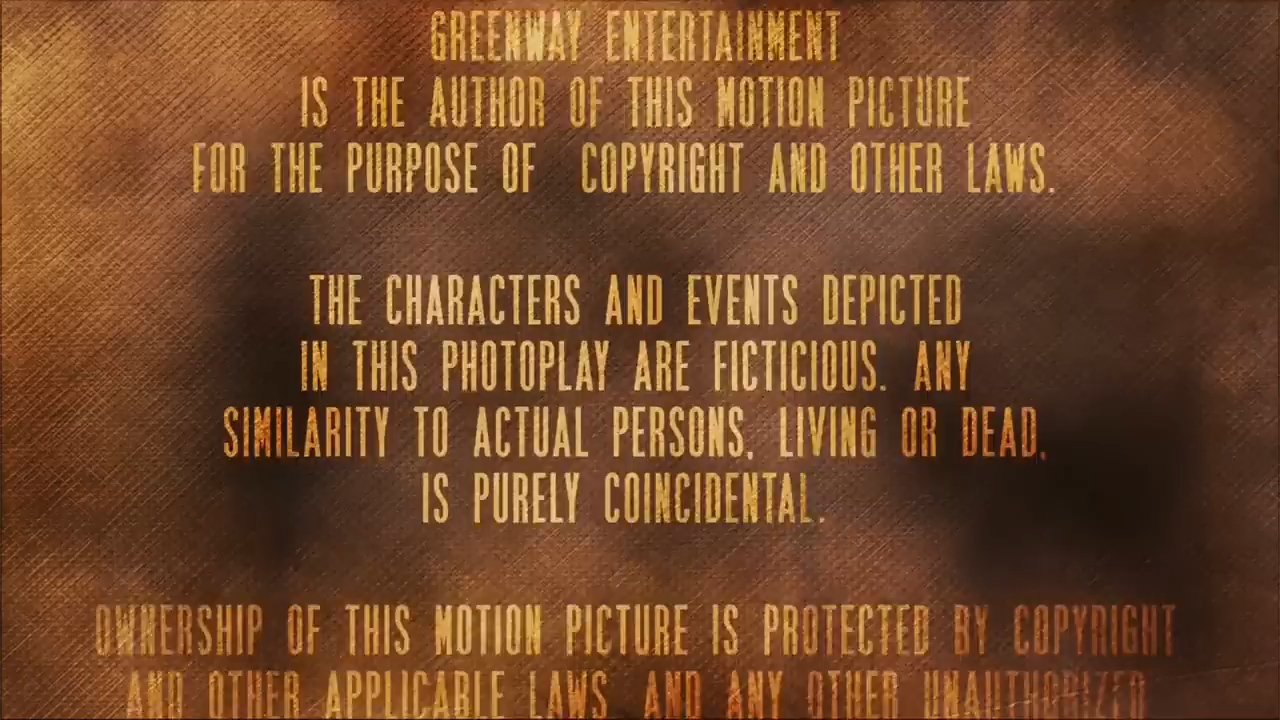 GREENWAY ENTERTAINMENT
IS THE AUTHOR OF THIS MOTION PICTURE
FOR THE PURPOSE OF COPYRIGHT AND OTHER LAWS.
THE CHARACTERS AND EVENTS DEPICTED
IN THIS PHOTOPLAY ARE FICTICIOUS. ANY
SIMILARITY TO ACTUAL PERSONS, LIVING OR DEAD,
IS PURELY COINCIDENTAL.
OWNERSHIP OF THIS MOTION PICTURE IS PROTECTED BY COPYRIGHT
AND OTHER APPLICABLE LAWS, AND ANY OTHER UNAUTHORIZED